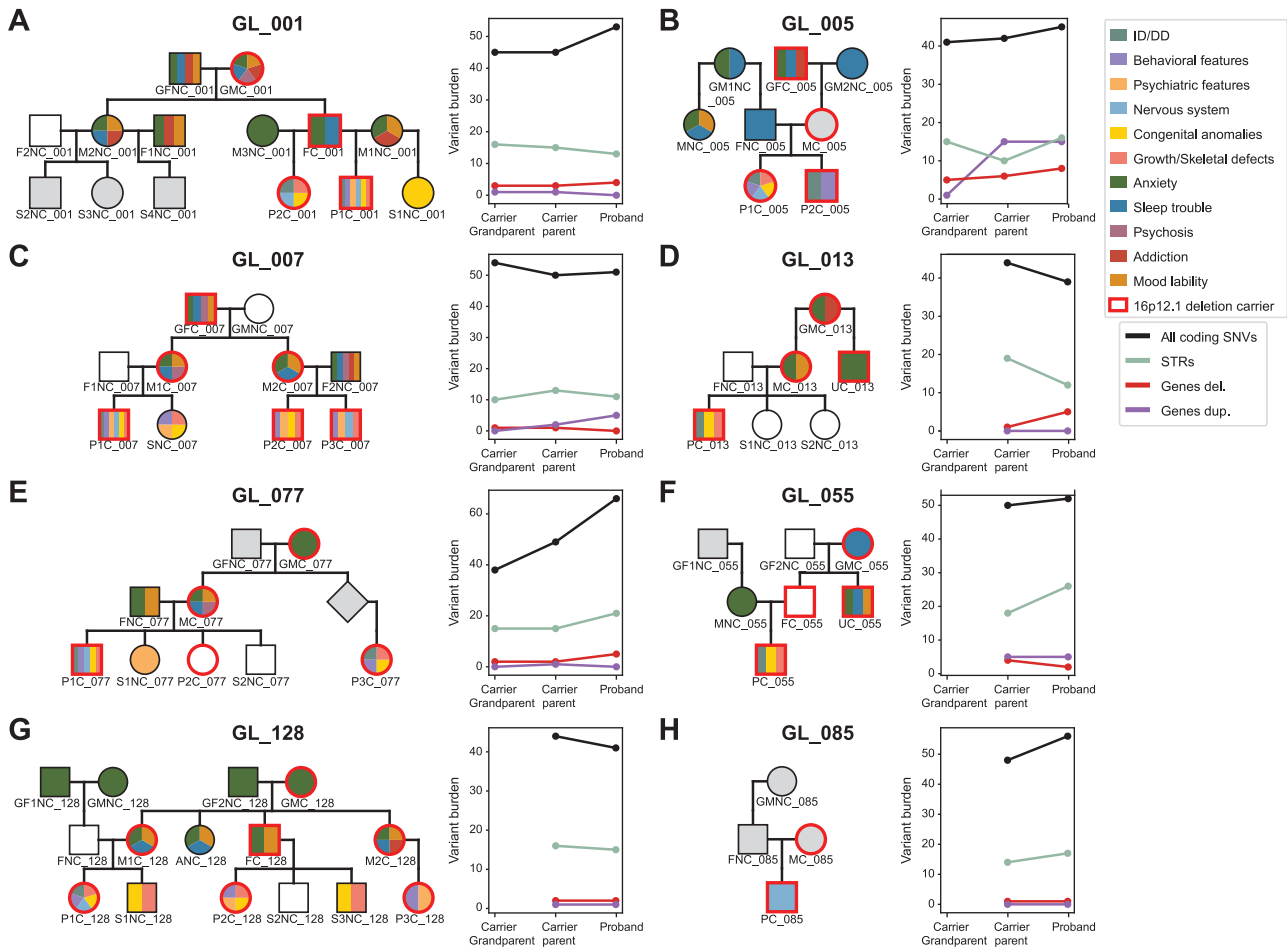 A
GL_001
GFNC_001
GMC_001
F2NC_001
M2NC_001
F1NC_001
M3NC_001
FC_001
M1NC_001
S2NC_001
S3NC_001
S4NC_001
P2C_001
P1C_001
S1NC_001
Variant burden
50
40
30
20
10
0
Carrier
Grandparent
Carrier
parent
Proband
B
GL_005
GM1NC
_005
GFC_005
GM2NC_005
MNC_005
FNC_005
MC_005
P1C_005
P2C_005
Variant burden
40
30
20
10
0
Carrier
Grandparent
Carrier
parent
Proband
ID/DD
Behavioral features
Psychiatric features
Nervous system
Congenital anomalies
Growth/Skeletal defects
Anxiety
Sleep trouble
Psychosis
Addiction
Mood lability
16p12.1 deletion carrier
All coding SNVs
STRs
Genes del.
Genes dup.
C
GL_007
GFC_007
GMNC_007
F1NC_007
M1C_007
M2C_007
F2NC_007
P1C_007
SNC_007
P2C_007
P3C_007
Variant burden
50
40
30
20
10
0
Carrier
Grandparent
Carrier
parent
Proband
D
GL_013
GMC_013
FNC_013
MC_013
UC_013
PC_013
S1NC_013
S2NC_013
Variant burden
40
30
20
10
0
Carrier
Grandparent
Carrier
parent
Proband
E
GL_077
GFNC_077
GMC_077
FNC_077
MC_077
P1C_077
S1NC_077
P2C_077
S2NC_077
P3C_077
Variant burden
60
40
20
0
Carrier
Grandparent
Carrier
parent
Proband
F
GL_055
GF1NC_055
GF2NC_055
GMC_055
MNC_055
FC_055
UC_055
PC_055
Variant burden
50
40
30
20
10
0
Carrier
Grandparent
Carrier
parent
Proband
G
GL_128
GF1NC_128
GMNC_128
GF2NC_128
GMC_128
FNC_128
M1C_128
ANC_128
FC_128
M2C_128
P1C_128
S1NC_128
P2C_128
S2NC_128
S3NC_128
P3C_128
Variant burden
40
20
0
Carrier
Grandparent
Carrier
parent
Proband
H
GL_085
GMNC_085
FNC_085
MC_085
PC_085
Variant burden
50
40
30
20
10
0
Carrier
Grandparent
Carrier
parent
Proband